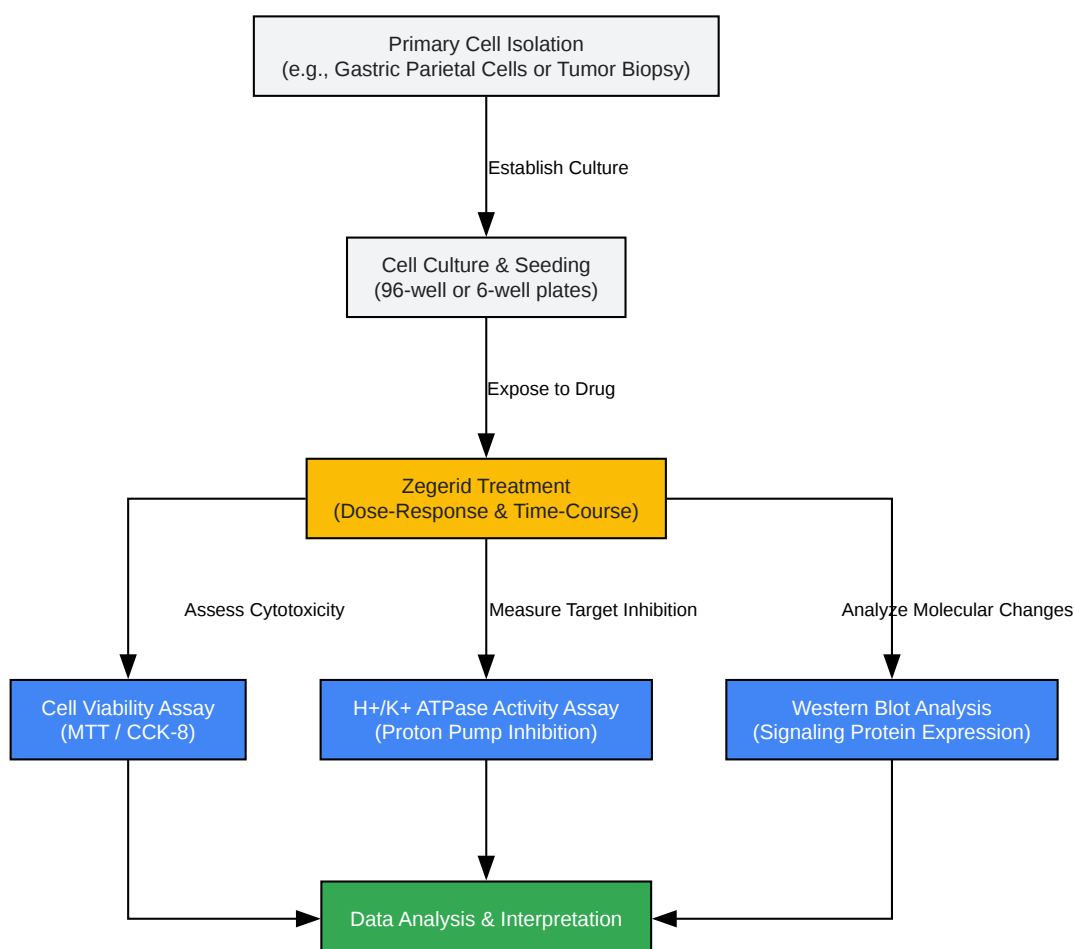 Primary Cell Isolation
(e.g., Gastric Parietal Cells or Tumor Biopsy)
Establish Culture
Cell Culture & Seeding
(96-well or 6-well plates)
Expose to Drug
Zegerid Treatment
(Dose-Response & Time-Course)
Assess Cytotoxicity
Measure Target Inhibition
Analyze Molecular Changes
Cell Viability Assay
(MTT / CCK-8)
H+/K+ ATPase Activity Assay
(Proton Pump Inhibition)
Western Blot Analysis
(Signaling Protein Expression)
Data Analysis & Interpretation